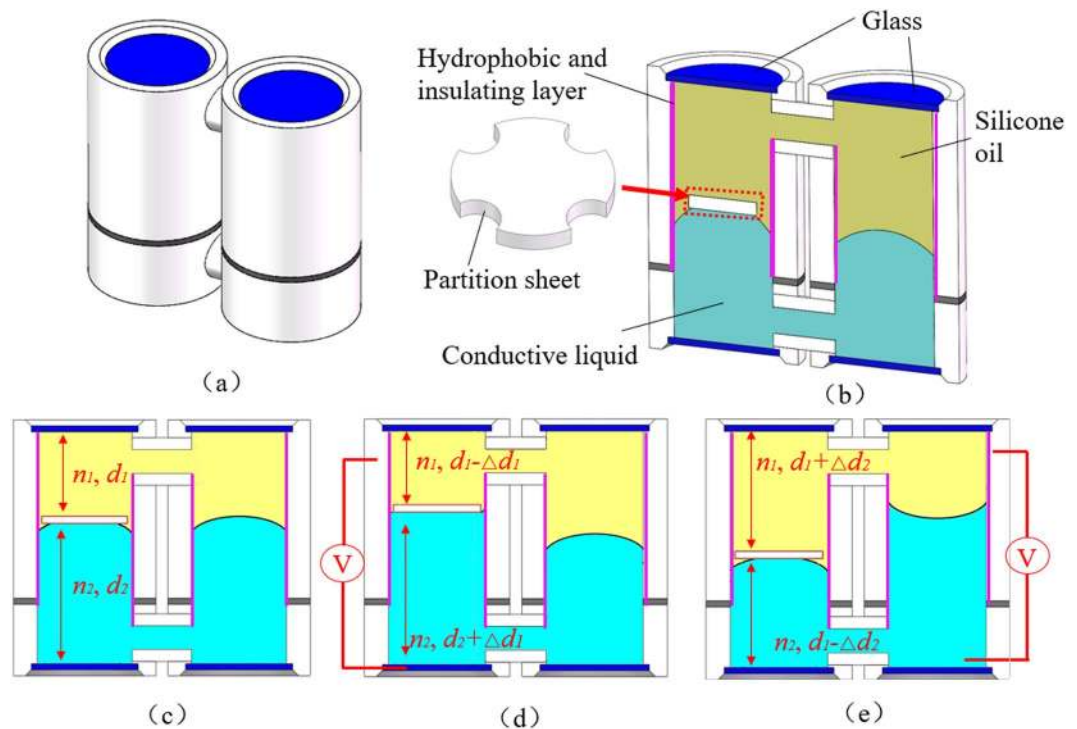 Glass
Hydrophobic and
insulating layer
Silicone
oil
Partition sheet
Conductive liquid
(a)
(b)
n1, d1
n2, d2
n1, d1-△d1
n2, d2+△d1
V
n1, d1+△d2
n2, d1-△d2
V
(c)
(d)
(e)